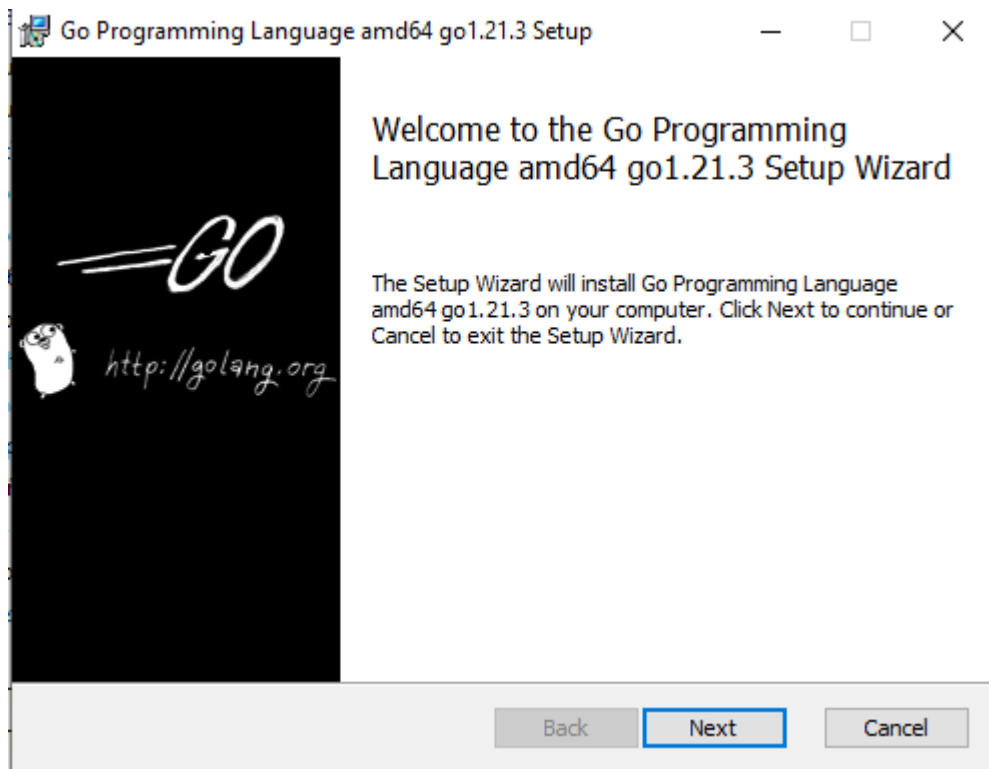 Go Programming Language amd64 go1.21.3 Setup
Welcome to the Go Programming
Language amd64 go1.21.3 Setup Wizard
GO
http://golang.org
The Setup Wizard will install Go Programming Language
amd64 go1.21.3 on your computer. Click Next to continue or
Cancel to exit the Setup Wizard.
Back Next Cancel